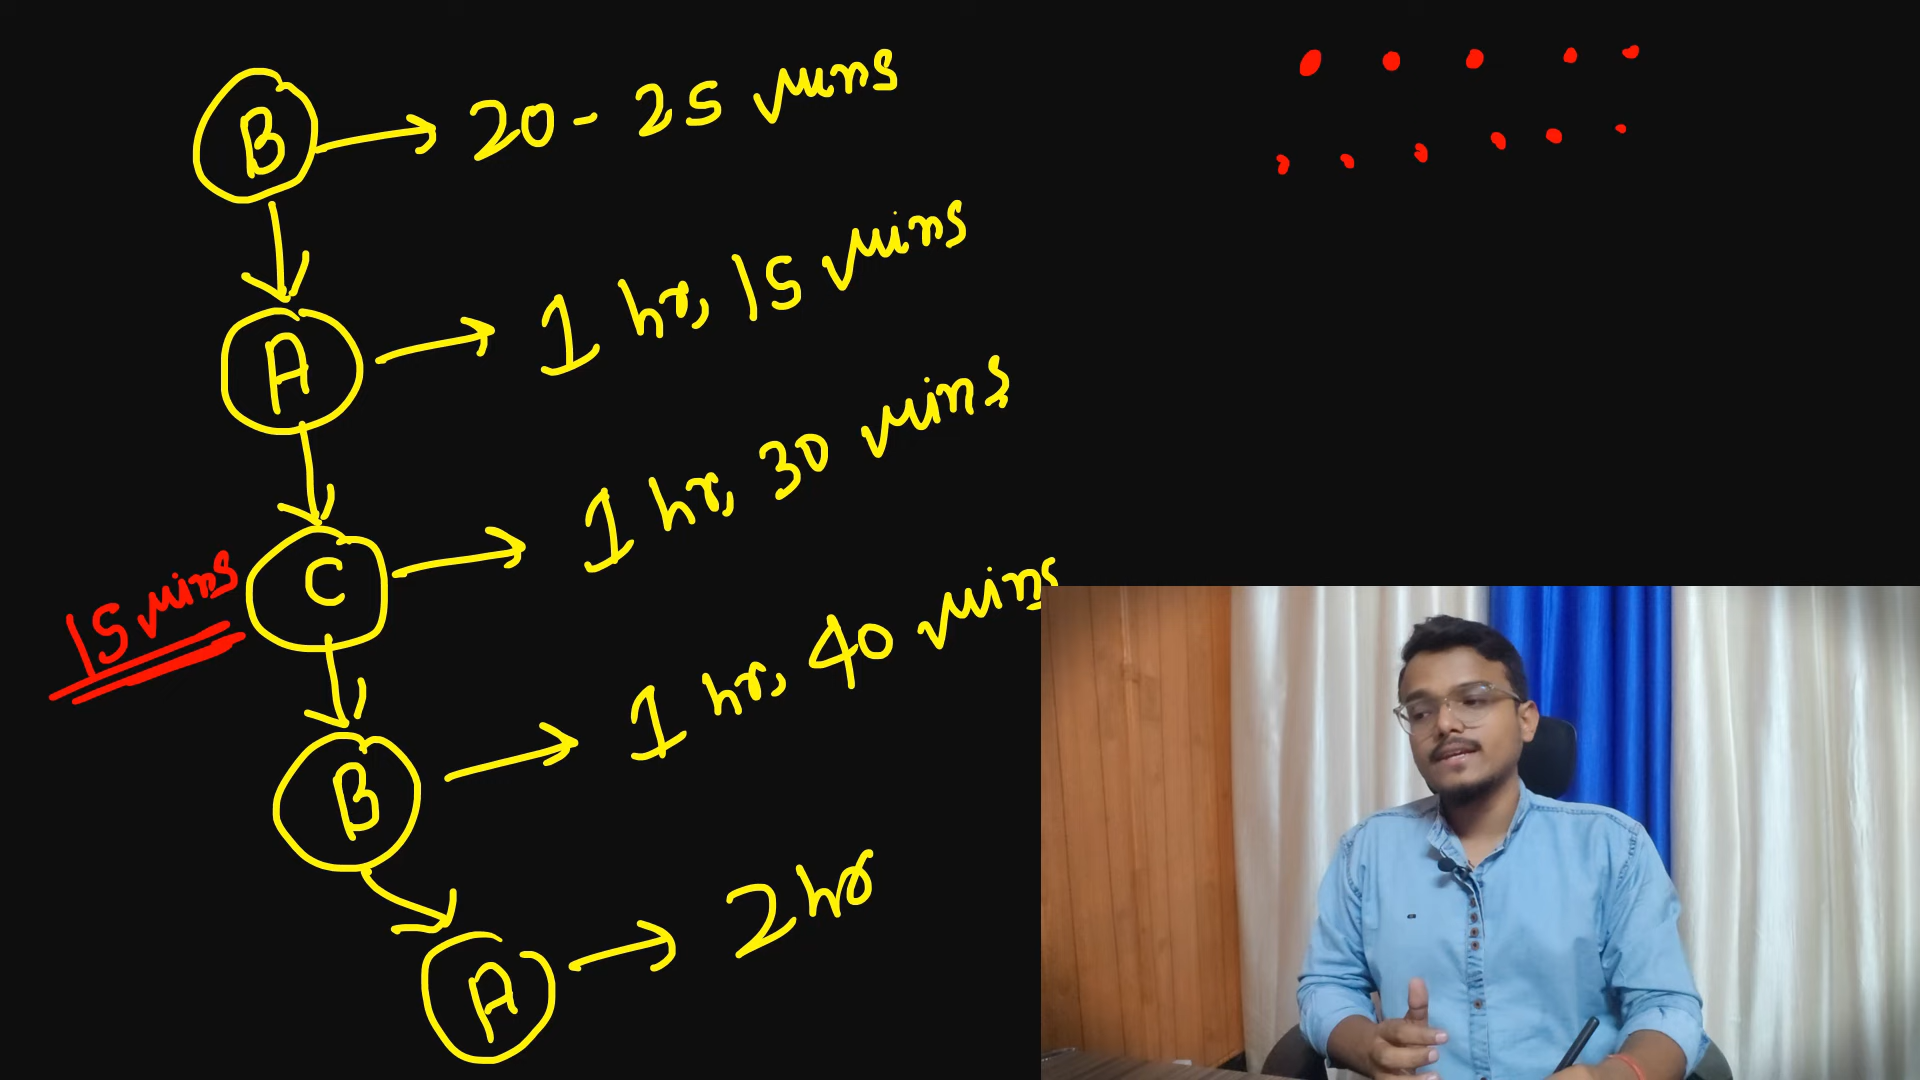 B → 20 - 25 mins
A → 1 hr, 15 mins
C → 1 hr, 30 mins
15 mins
B → 1 hr, 40 mins
A → 2 hr